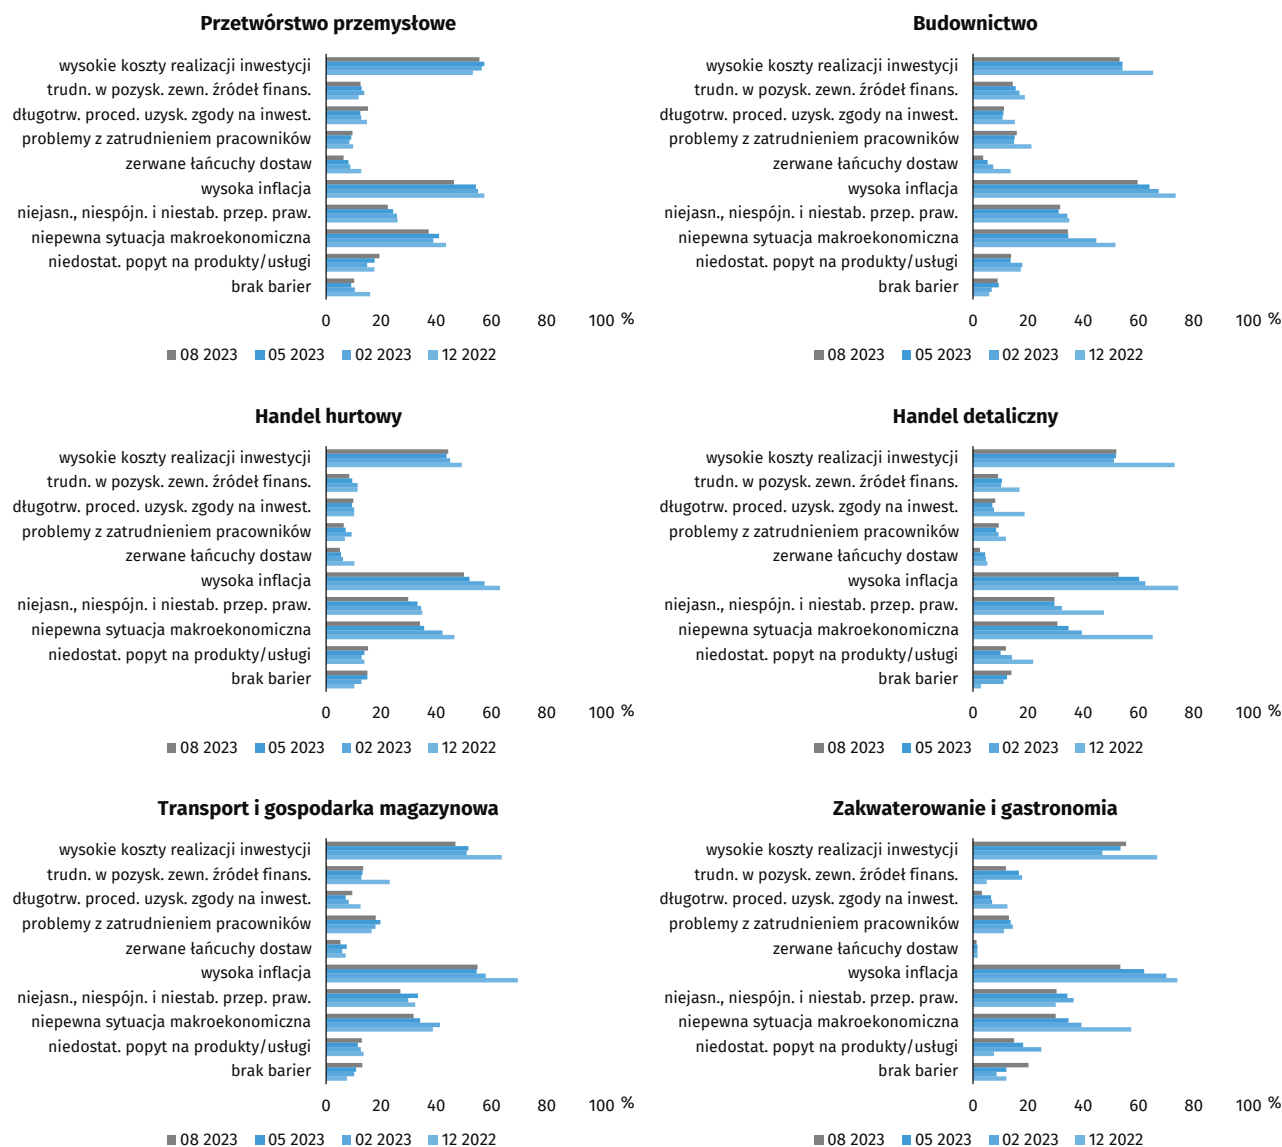 Przetwórstwo przemysłowe
wysokie koszty realizacji inwestycji
trudn. w pozysk. zewn. źródeł finans.
długotrw. proced. uzysk. zgody na inwest.
problemy z zatrudnieniem pracowników
zerwane łańcuchy dostaw
wysoka inflacja
niejasn., niespójn. i niestab. przep. praw.
niepewna sytuacja makroekonomiczna
niedostat. popyt na produkty/usługi
brak barier
0 20 40 60 80 100 %
08 2023 05 2023 02 2023 12 2022
Budownictwo
wysokie koszty realizacji inwestycji
trudn. w pozysk. zewn. źródeł finans.
długotrw. proced. uzysk. zgody na inwest.
problemy z zatrudnieniem pracowników
zerwane łańcuchy dostaw
wysoka inflacja
niejasn., niespójn. i niestab. przep. praw.
niepewna sytuacja makroekonomiczna
niedostat. popyt na produkty/usługi
brak barier
0 20 40 60 80 100 %
08 2023 05 2023 02 2023 12 2022
Handel hurtowy
wysokie koszty realizacji inwestycji
trudn. w pozysk. zewn. źródeł finans.
długotrw. proced. uzysk. zgody na inwest.
problemy z zatrudnieniem pracowników
zerwane łańcuchy dostaw
wysoka inflacja
niejasn., niespójn. i niestab. przep. praw.
niepewna sytuacja makroekonomiczna
niedostat. popyt na produkty/usługi
brak barier
0 20 40 60 80 100 %
08 2023 05 2023 02 2023 12 2022
Handel detaliczny
wysokie koszty realizacji inwestycji
trudn. w pozysk. zewn. źródeł finans.
długotrw. proced. uzysk. zgody na inwest.
problemy z zatrudnieniem pracowników
zerwane łańcuchy dostaw
wysoka inflacja
niejasn., niespójn. i niestab. przep. praw.
niepewna sytuacja makroekonomiczna
niedostat. popyt na produkty/usługi
brak barier
0 20 40 60 80 100 %
08 2023 05 2023 02 2023 12 2022
Transport i gospodarka magazynowa
wysokie koszty realizacji inwestycji
trudn. w pozysk. zewn. źródeł finans.
długotrw. proced. uzysk. zgody na inwest.
problemy z zatrudnieniem pracowników
zerwane łańcuchy dostaw
wysoka inflacja
niejasn., niespójn. i niestab. przep. praw.
niepewna sytuacja makroekonomiczna
niedostat. popyt na produkty/usługi
brak barier
0 20 40 60 80 100 %
08 2023 05 2023 02 2023 12 2022
Zakwaterowanie i gastronomia
wysokie koszty realizacji inwestycji
trudn. w pozysk. zewn. źródeł finans.
długotrw. proced. uzysk. zgody na inwest.
problemy z zatrudnieniem pracowników
zerwane łańcuchy dostaw
wysoka inflacja
niejasn., niespójn. i niestab. przep. praw.
niepewna sytuacja makroekonomiczna
niedostat. popyt na produkty/usługi
brak barier
0 20 40 60 80 100 %
08 2023 05 2023 02 2023 12 2022